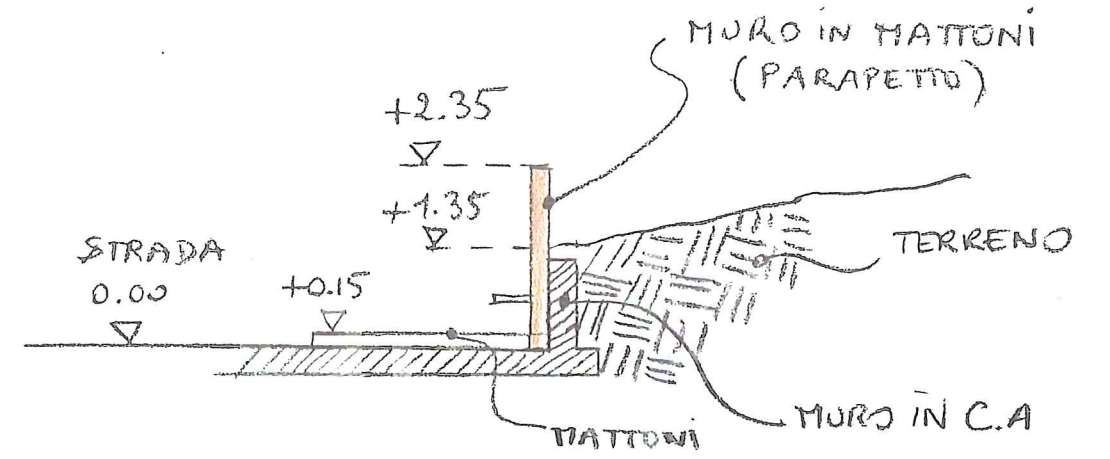 MURO IN MATTONI
(PARAPETTO)
+2.35
+1.35
STRADA
0.00
+0.15
TERRENO
MURO IN C.A
MATTONI